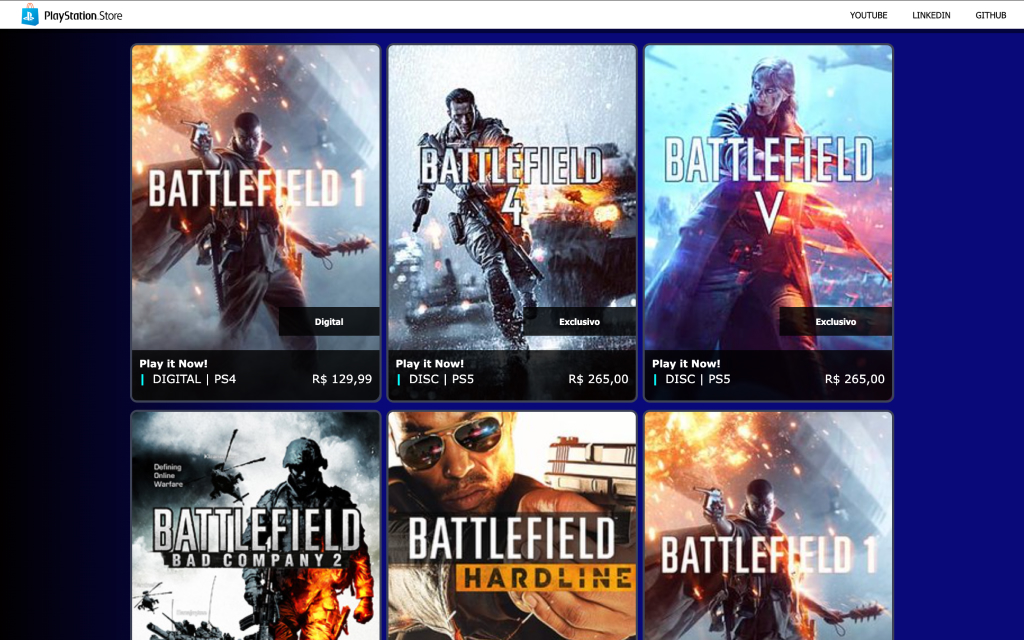 PlayStation.Store
YOUTUBE
LINKEDIN
GITHUB
BATTLEFIELD 1
Digital
Play it Now!
DIGITAL | PS4
R$ 129,99
BATTLEFIELD
4
Exclusivo
Play it Now!
DISC | PS5
R$ 265,00
BATTLEFIELD
V
Exclusivo
Play it Now!
DISC | PS5
R$ 265,00
Defining
Online
Warfare
BATTLEFIELD
BAD COMPANY 2
BATTLEFIELD
HARDLINE
BATTLEFIELD 1